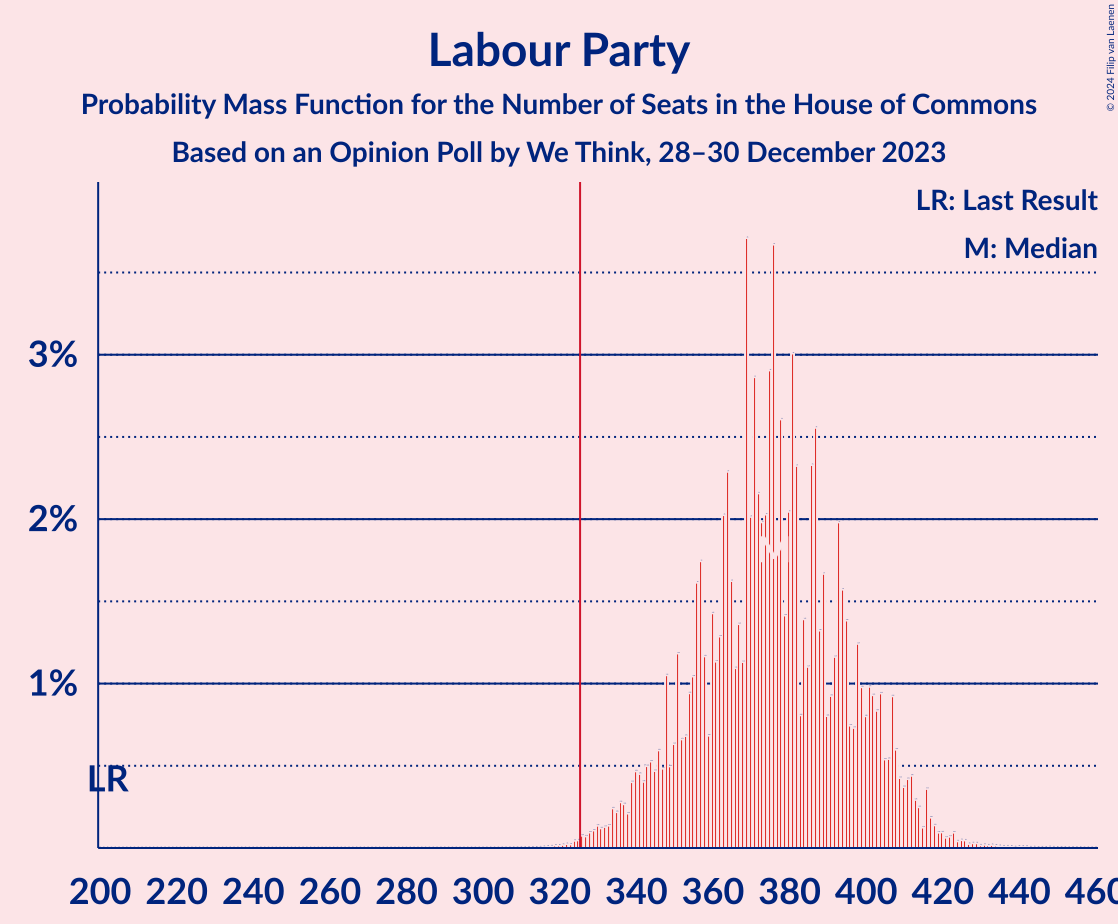 Labour Party
Probability Mass Function for the Number of Seats in the House of Commons
Based on an Opinion Poll by We Think, 28–30 December 2023
© 2024 Filip van Laenen
LR: Last Result
M: Median
3%
2%
1%
LR
200 220 240 260 280 300 320 340 360 380 400 420 440 460